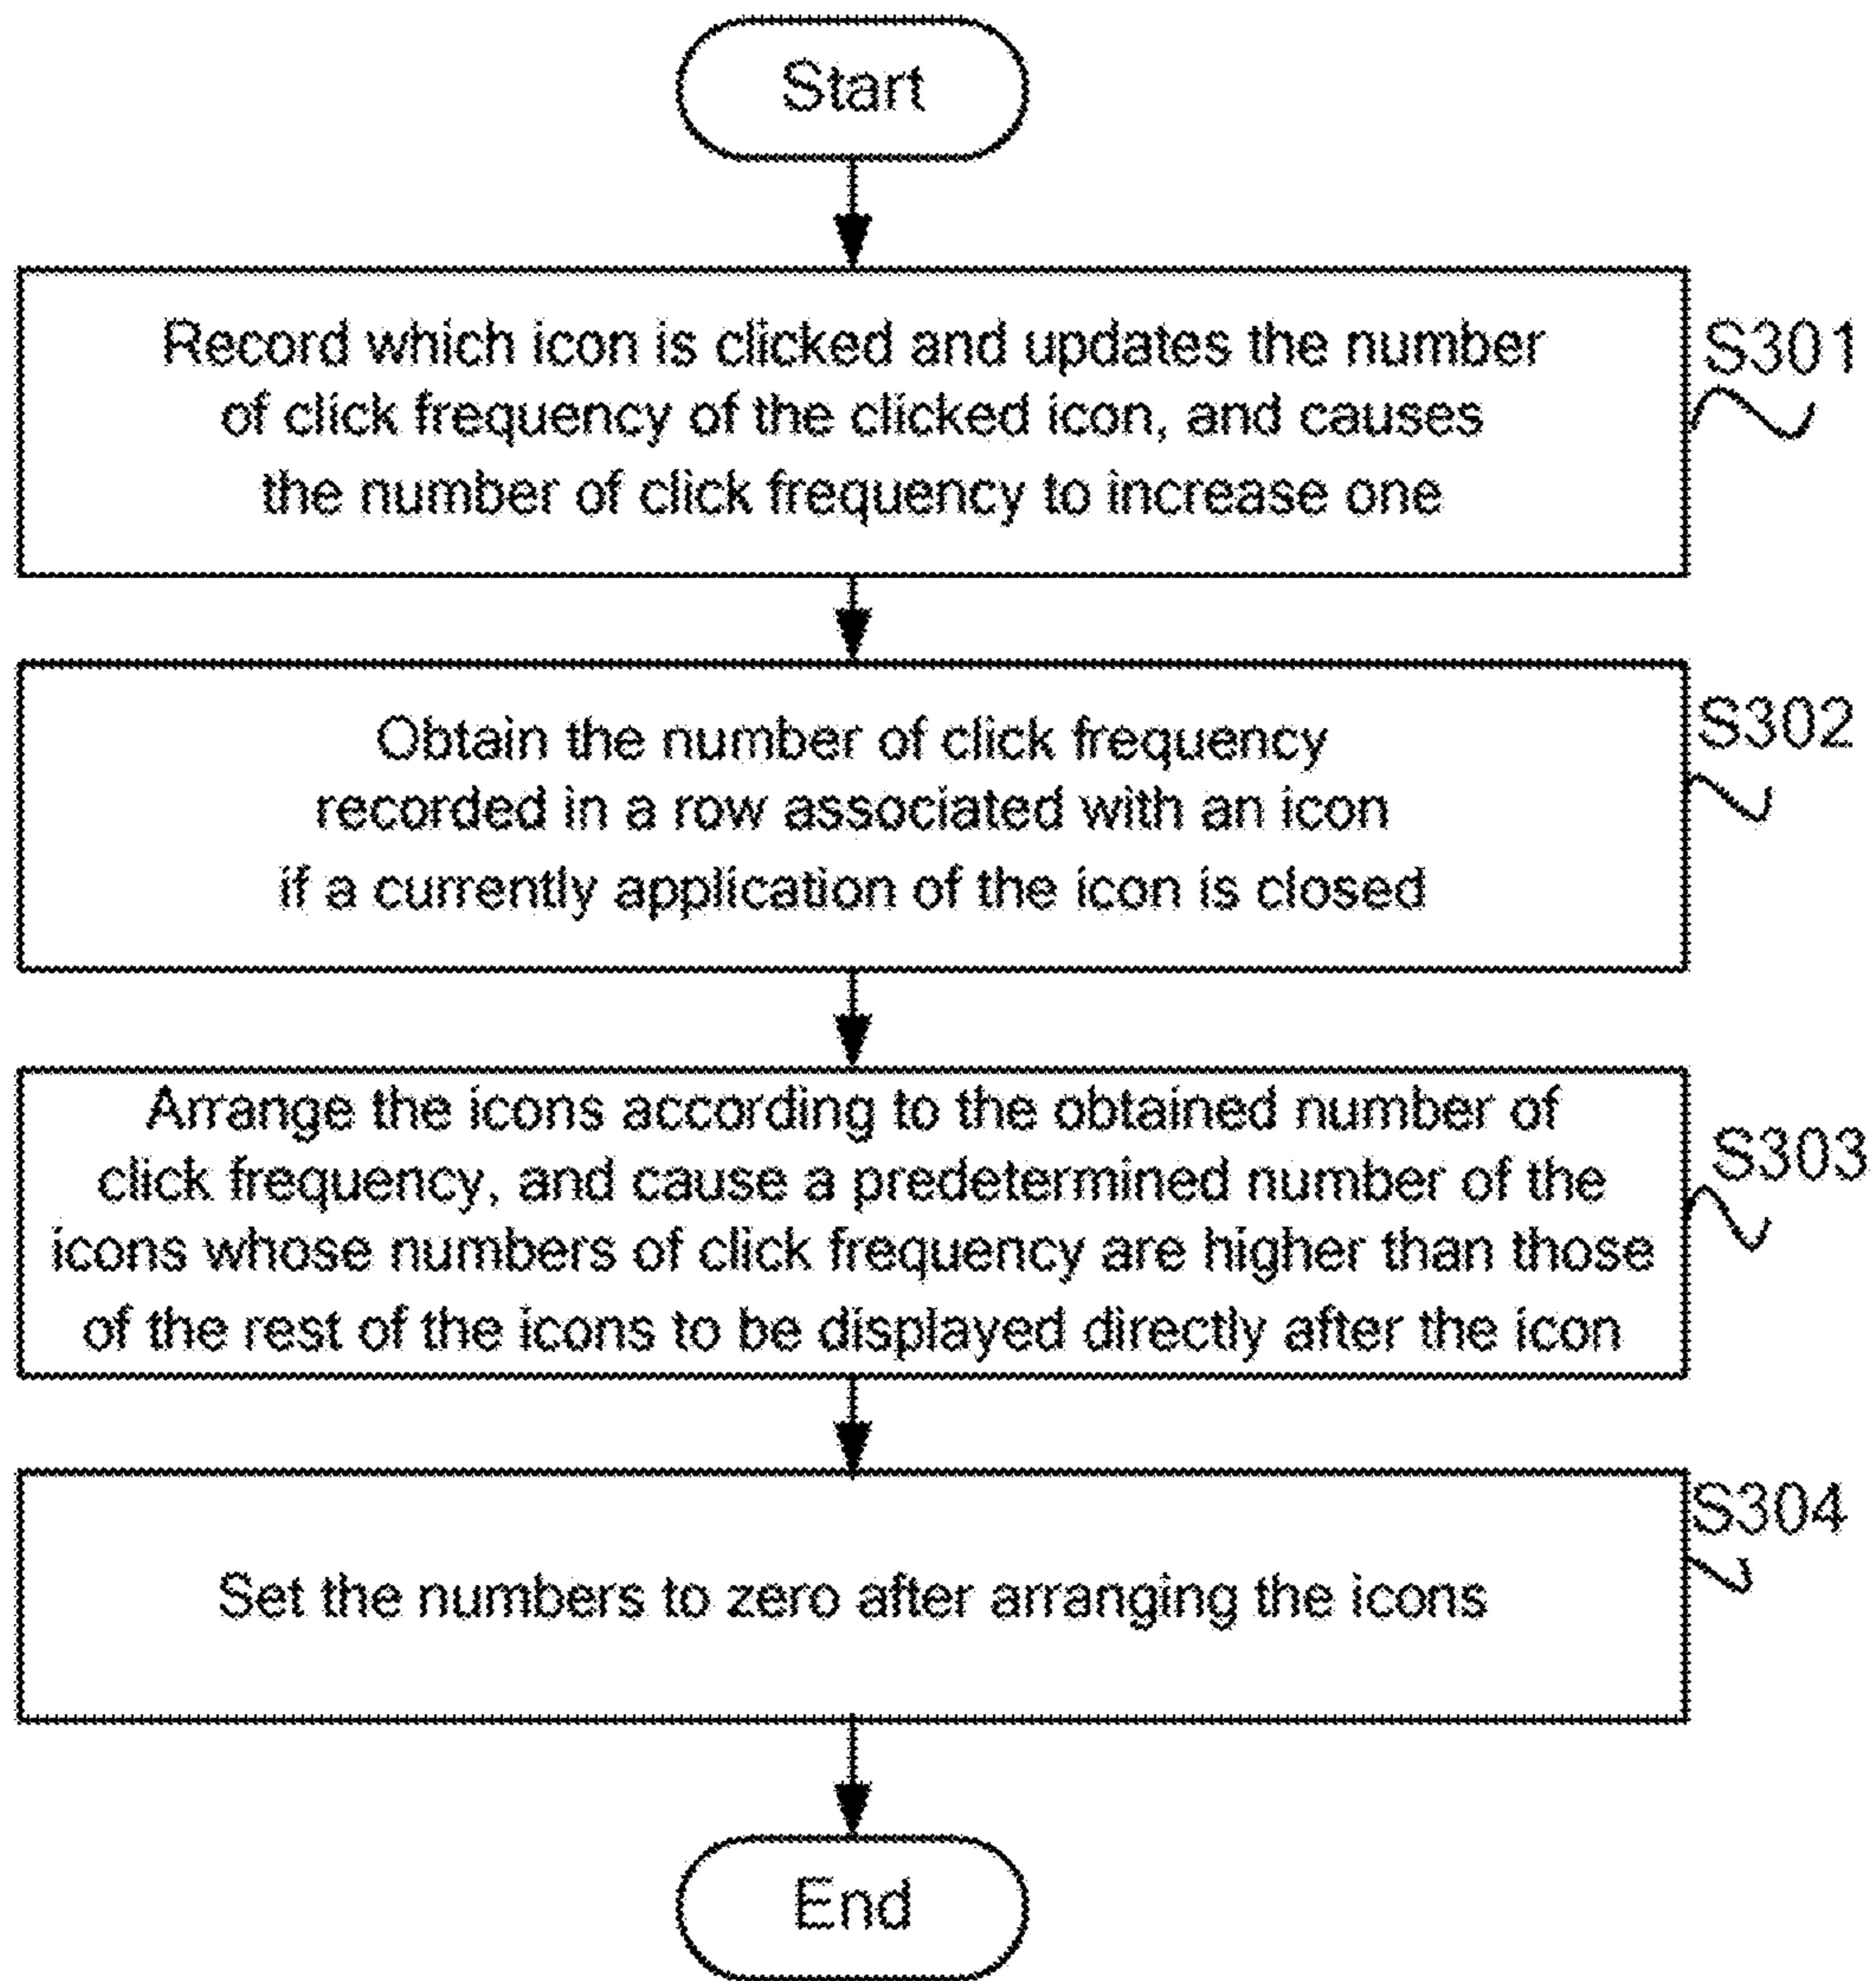 Start
Record which icon is clicked and updates the number
of click frequency of the clicked icon, and causes
the number of click frequency to increase one
S301
Obtain the number of click frequency
recorded in a row associated with an icon
if a currently application of the icon is closed
S302
Arrange the icons according to the obtained number of
click frequency, and cause a predetermined number of the
icons whose numbers of click frequency are higher than those
of the rest of the icons to be displayed directly after the icon
S303
Set the numbers to zero after arranging the icons
S304
End